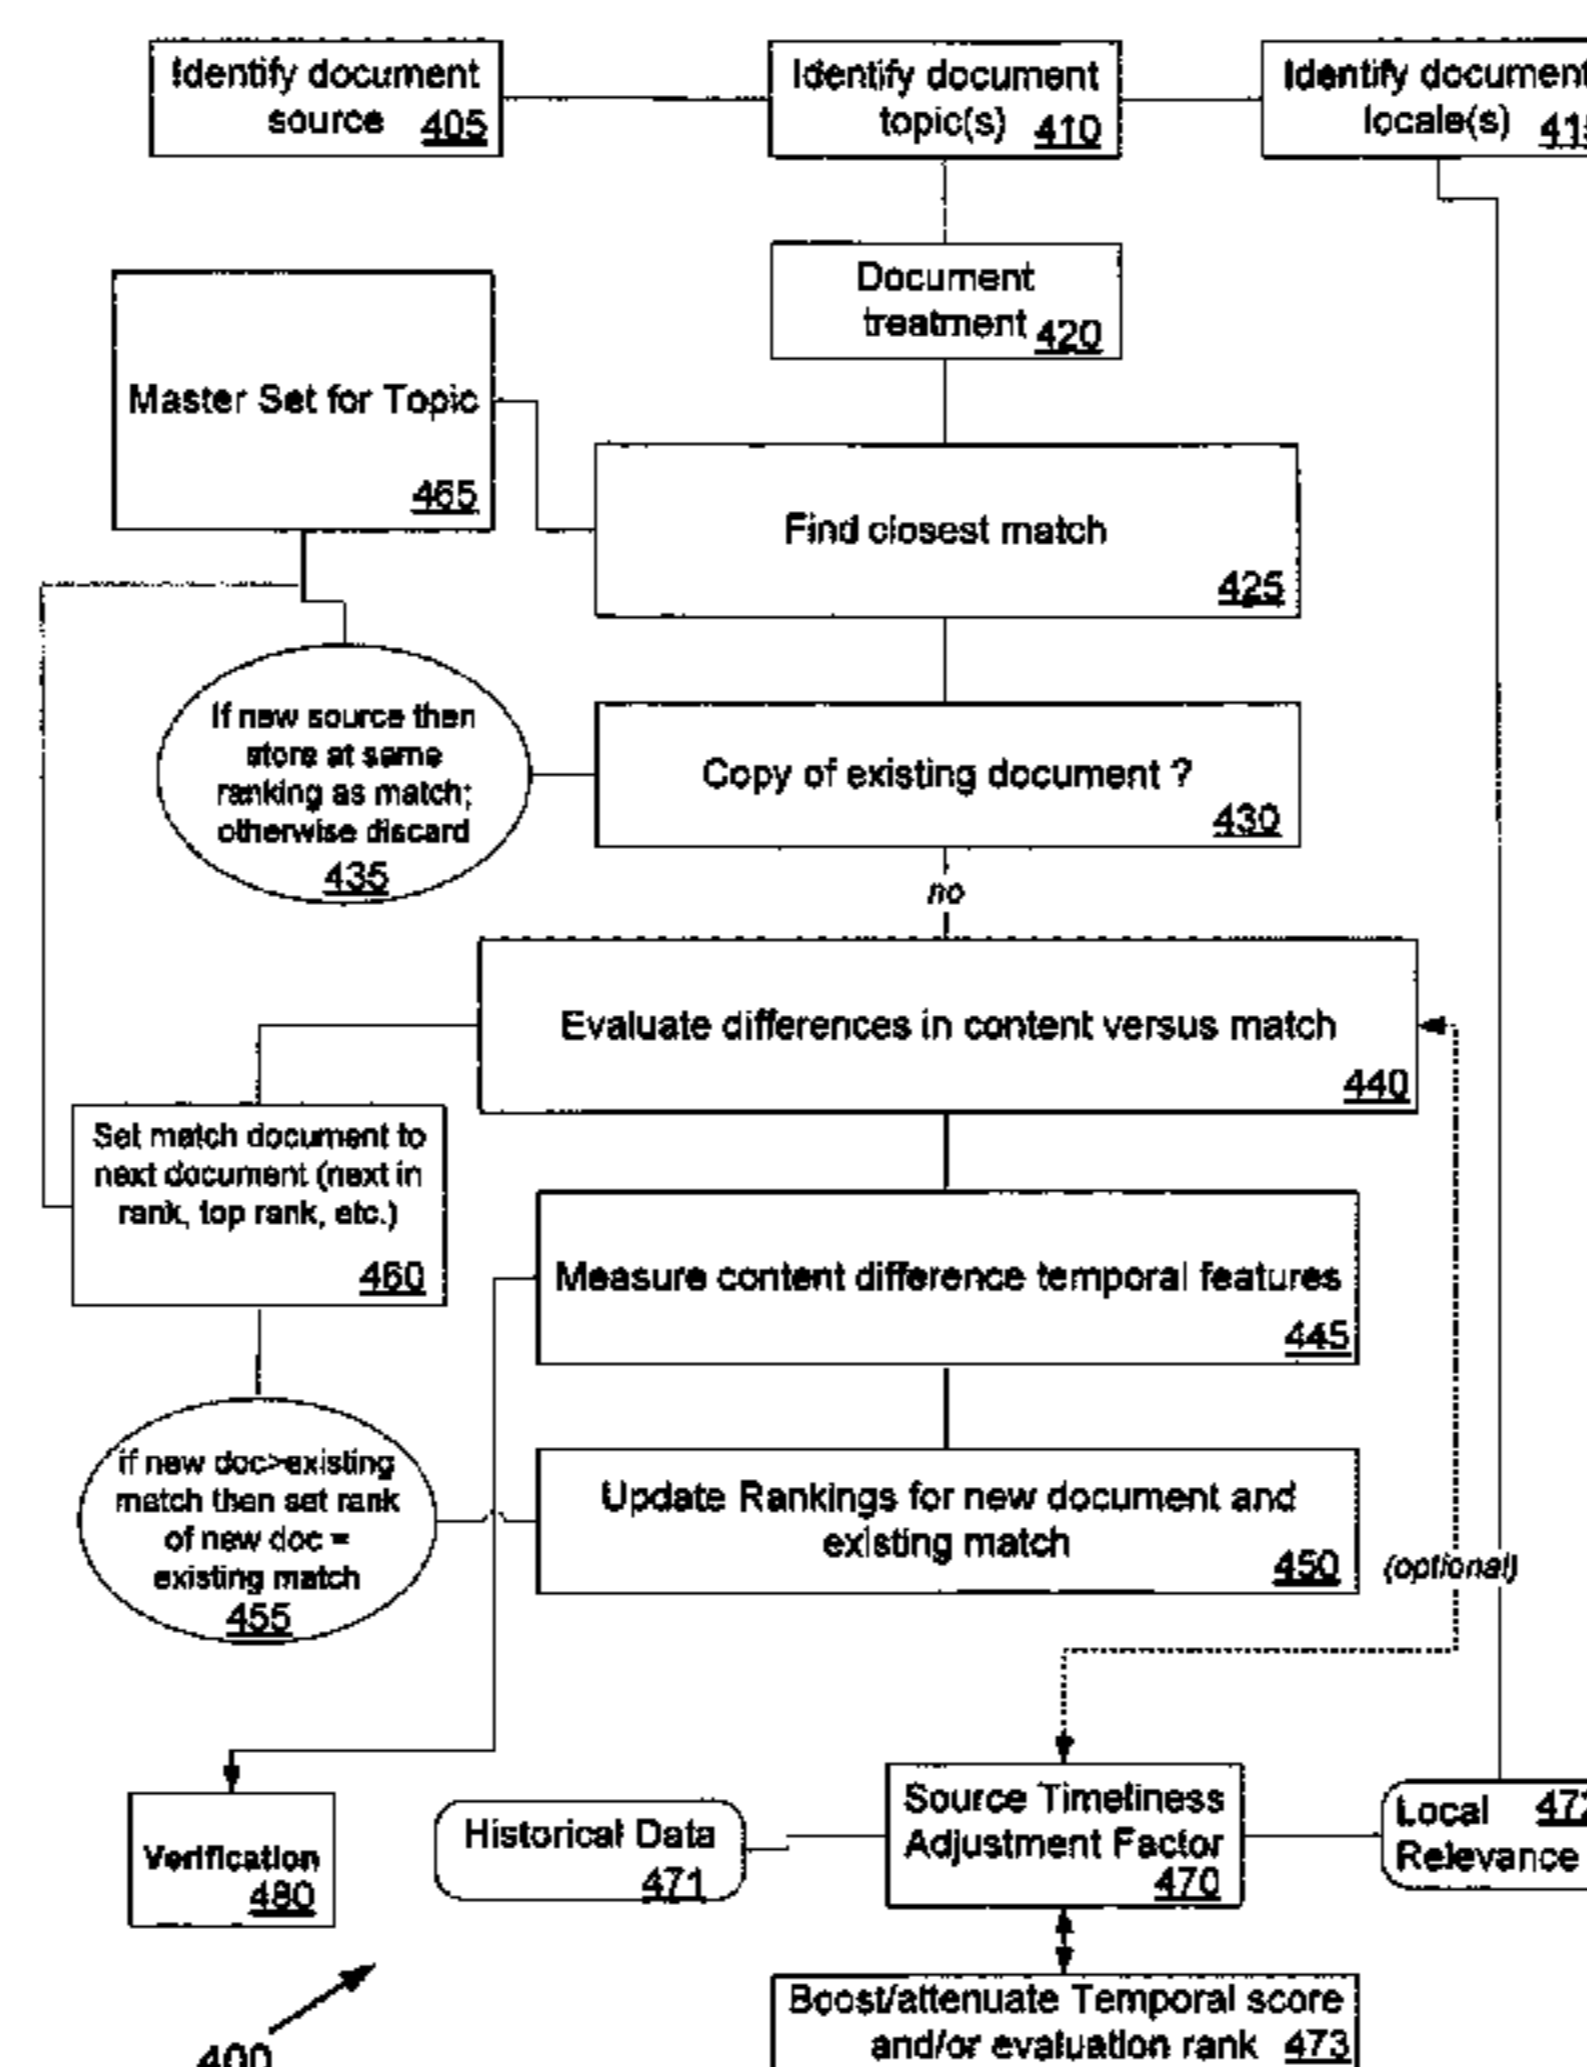 Identify document
source 405
Identify document
topic(s) 410
Identify document
locale(s)
Document
treatment 420
Master Set for Topic
465
Find closest match
425
If new source then
store at same
ranking as match;
otherwise discard
435
Copy of existing document ?
430
no
Evaluate differences in content versus match
440
Set match document to
next document (next in
rank, top rank, etc.)
460
Measure content difference temporal features
445
if new doc>existing
match then set rank
of new doc =
existing match
455
Update Rankings for new document and
existing match
450
(optional)
Verification
480
Historical Data
471
Source Timeliness
Adjustment Factor
470
Local
Relevance
Boost/attenuate Temporal score
and/or evaluation rank 473
400